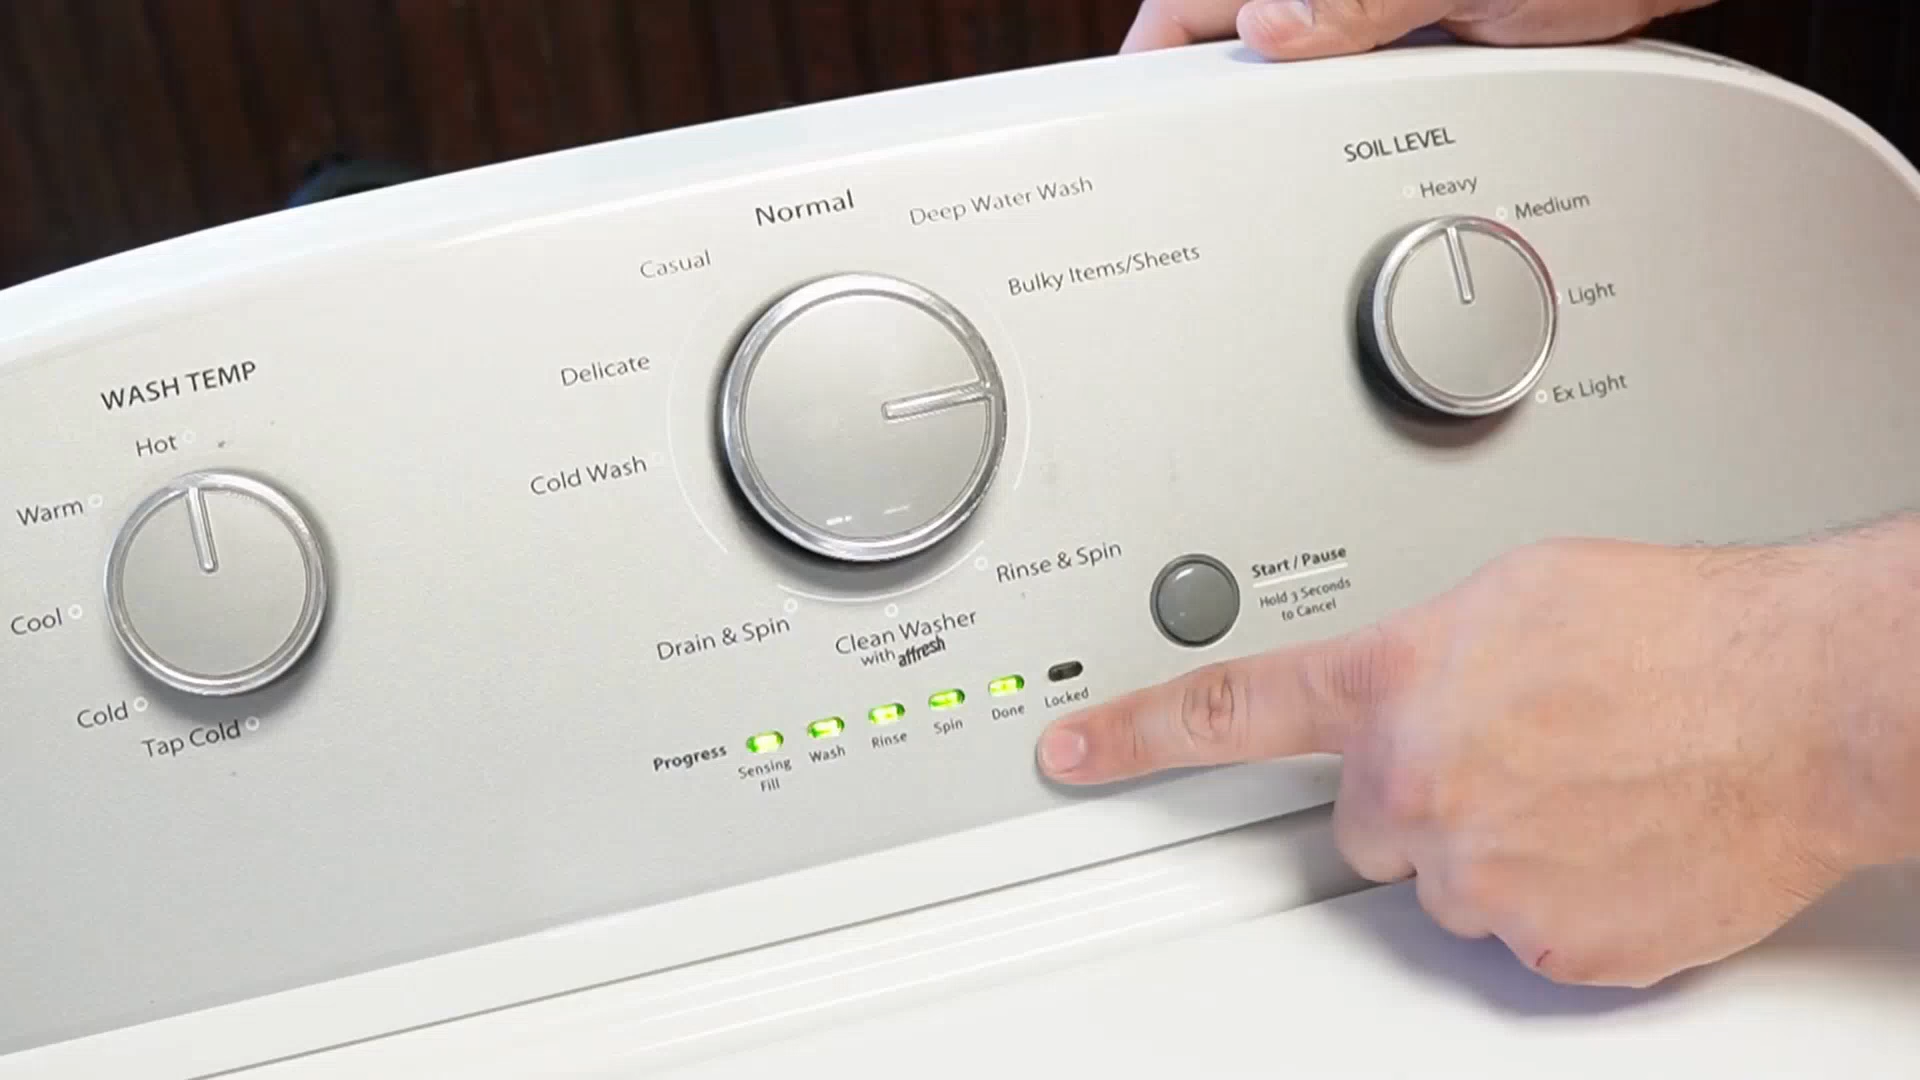 WASH TEMP
Hot
Warm
Cool
Cold
Tap Cold
Normal
Casual
Delicate
Cold Wash
Deep Water Wash
Bulky Items/Sheets
Rinse & Spin
Clean Washer
with affresh
Drain & Spin
SOIL LEVEL
Heavy
Medium
Light
Ex Light
Start / Pause
Hold 3 Seconds
to Cancel
Progress
Sensing
Fill
Wash
Rinse
Spin
Done
Locked